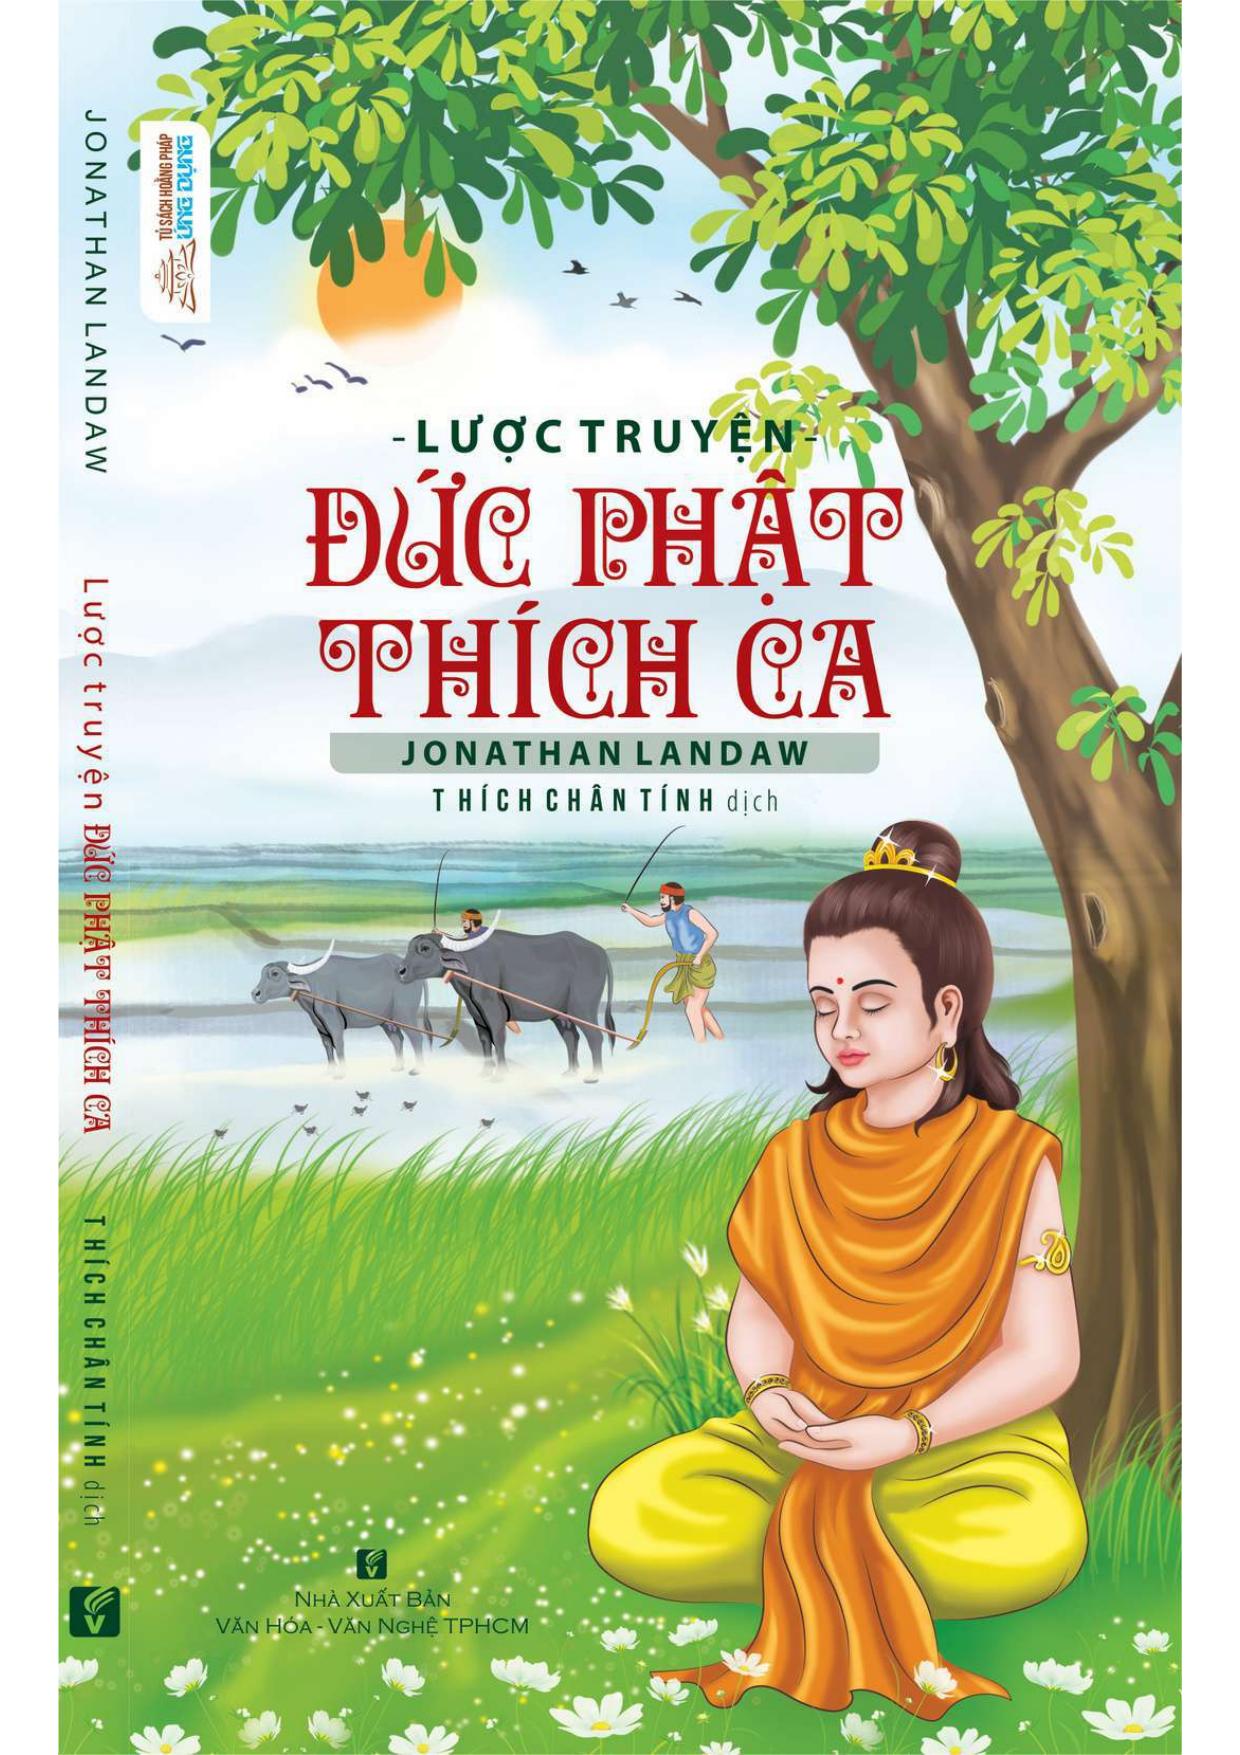 JONATHAN LANDAW
Lược truyện ĐỨC PHẬT THÍCH CA
THÍCH CHÂN TÍNH dịch
TỦ SÁCH HOẰNG PHÁP
ỨNG DỤNG
-LƯỢC TRUYỆN-
ĐỨC PHẬT
THÍCH CA
JONATHAN LANDAW
THÍCH CHÂN TÍNH dịch
NHÀ XUẤT BẢN
VĂN HÓA - VĂN NGHỆ TPHCM